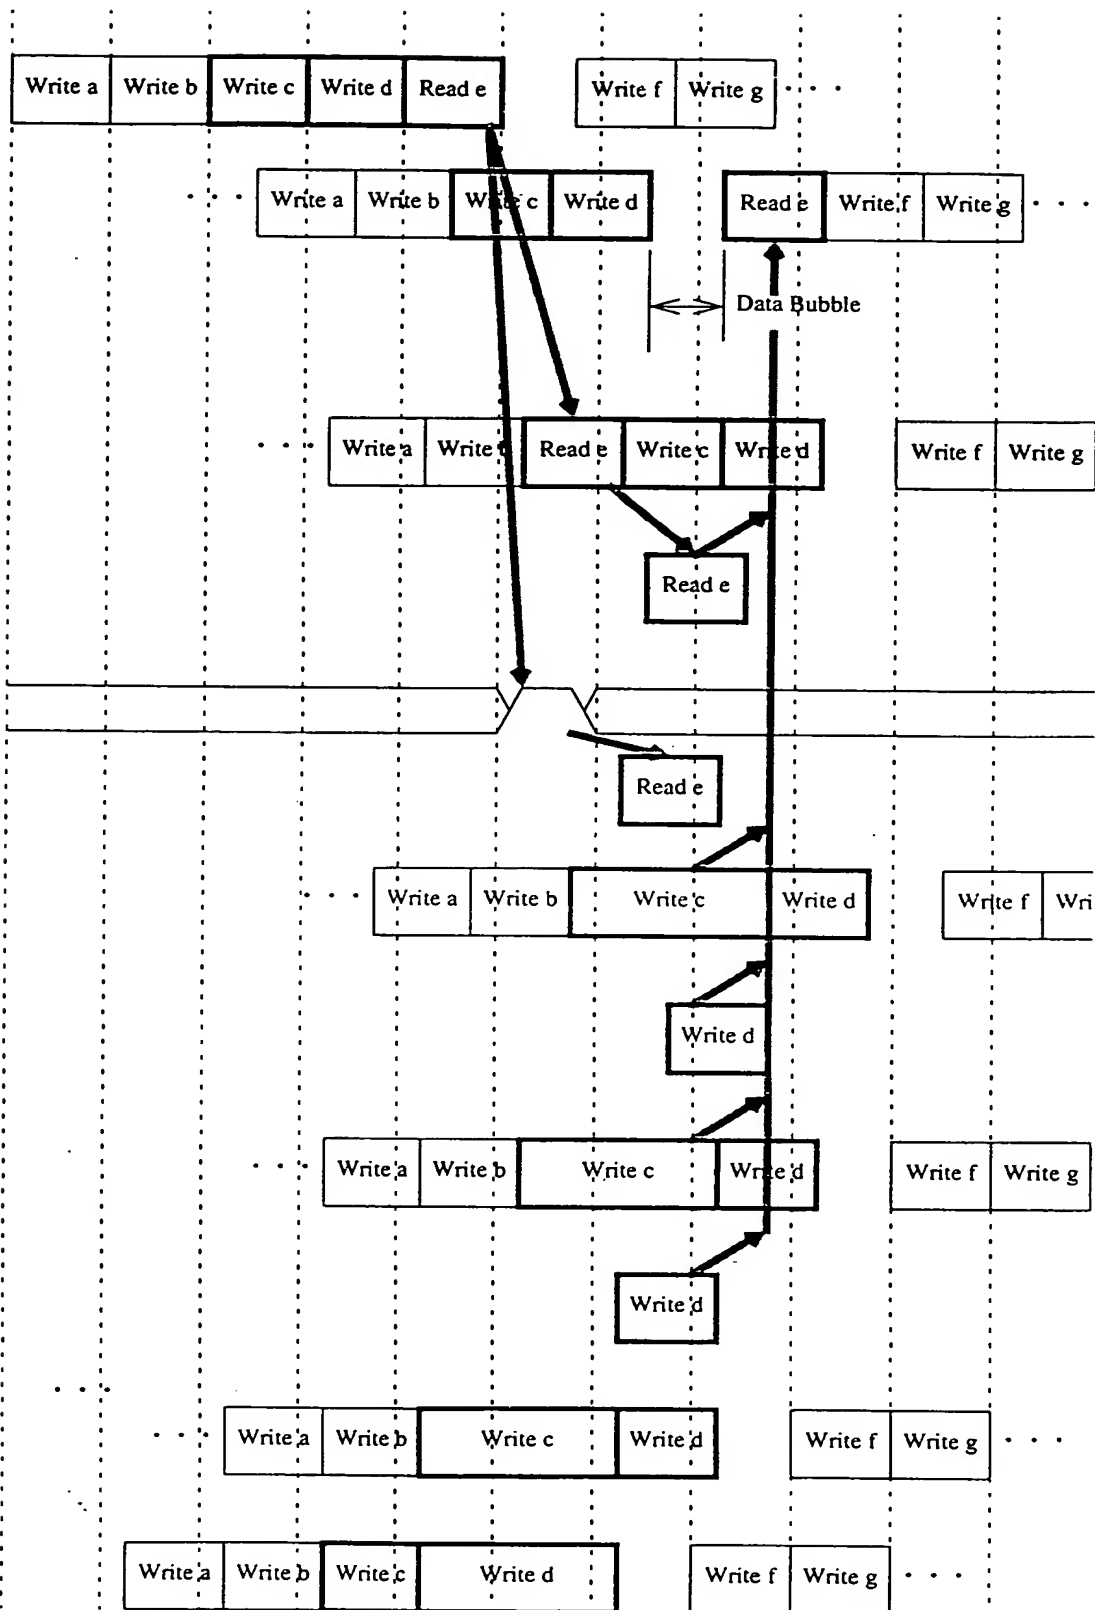 Write a Write b Write c Write d Read e Write f Write g . . . .
. . . . Write a Write b Write c Write d Read e Write f Write g . . . .
Data Bubble
. . . . Write a Write b Read e Write c Write d Write f Write g
Read e
Read e
. . . . Write a Write b Write c Write d Write f Wri
Write d
. . . . Write a Write b Write c Write d Write f Write g
Write d
. . . .
. . . . Write a Write b Write c Write d Write f Write g . . . .
Write a Write b Write c Write d Write f Write g . . . .